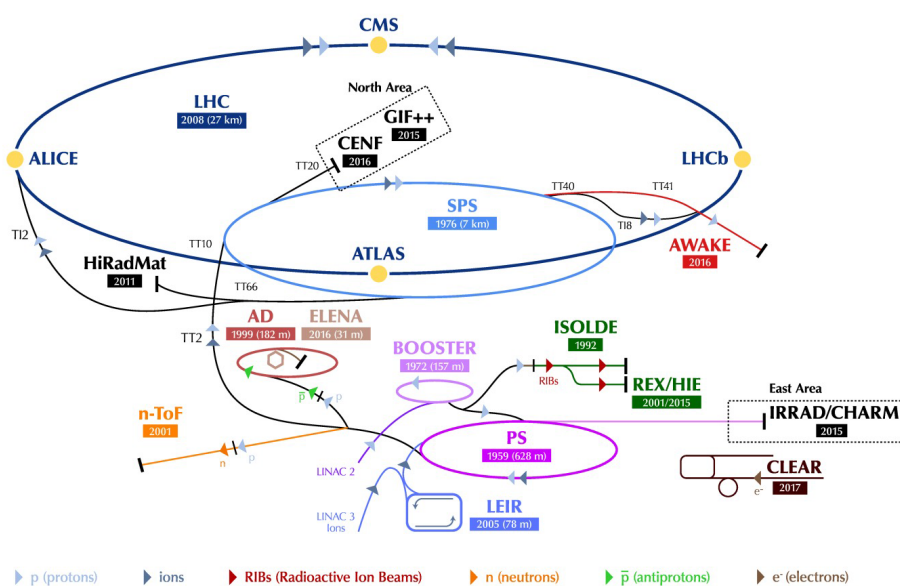 CMS
North Area
LHC
2008 (27 km)
GIF++
2015
CENF
2016
ALICE
LHCb
TT20
TT40
TT41
SPS
1976 (7 km)
TI8
TI2
TT10
ATLAS
AWAKE
2016
HiRadMat
2011
TT66
AD
1999 (182 m)
ELENA
2016 (31 m)
TT2
ISOLDE
1992
BOOSTER
1972 (157 m)
RIBs
REX/HIE
2001/2015
p
p
East Area
n-ToF
2001
IRRAD/CHARM
2015
PS
1959 (628 m)
n
p
LINAC 2
CLEAR
2017
e-
LEIR
2005 (78 m)
LINAC 3
Ions
p (protons)
ions
RIBs (Radioactive Ion Beams)
n (neutrons)
p̅ (antiprotons)
e- (electrons)